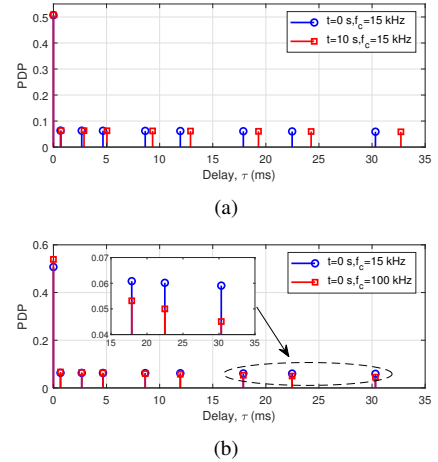 0.5
0.4
0.3
0.2
0.1
0
PDP
t=0 s,f_c=15 kHz
t=10 s,f_c=15 kHz
0 5 10 15 20 25 30 35
Delay, τ (ms)
(a)
0.6
0.4
0.2
0
PDP
0.07
0.06
0.05
0.04
15 20 25 30 35
t=0 s,f_c=15 kHz
t=0 s,f_c=100 kHz
0 5 10 15 20 25 30 35
Delay, τ (ms)
(b)